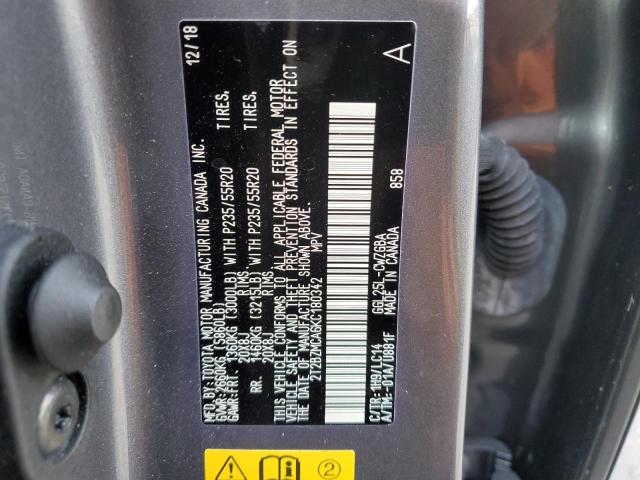 MFD. BY: TOYOTA MOTOR MANUFACTURING CANADA INC. 12/18
GVWR: 2660KG (5860LB)
GAWR: FRT. 1360KG (3000LB) WITH P235/55R20 TIRES,
20X8J RIMS
RR. 1460KG (3210LB) WITH P235/55R20 TIRES,
20X8J RIMS
THIS VEHICLE CONFORMS TO ALL APPLICABLE FEDERAL MOTOR
VEHICLE SAFETY AND THEFT PREVENTION STANDARDS IN EFFECT ON
THE DATE OF MANUFACTURE SHOWN ABOVE.
2T2BZMCA6KC180342 MPV
A
C/TR: 1H9/LC14 GGL25L-CWZGBA 858
A/TM: -01A/U881F MADE IN CANADA
2